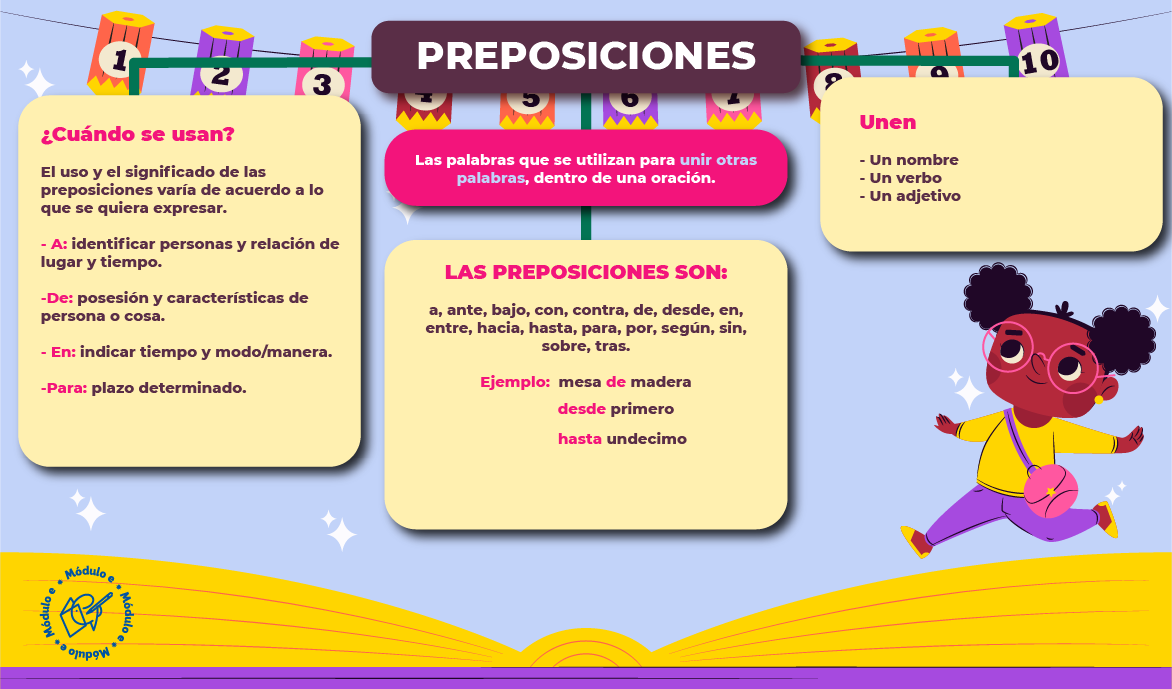 PREPOSICIONES
1
2
3
4
5
6
7
8
9
10
¿Cuándo se usan?
El uso y el significado de las
preposiciones varía de acuerdo a lo
que se quiera expresar.
- A: identificar personas y relación de
lugar y tiempo.
-De: posesión y características de
persona o cosa.
- En: indicar tiempo y modo/manera.
-Para: plazo determinado.
Las palabras que se utilizan para unir otras
palabras, dentro de una oración.
LAS PREPOSICIONES SON:
a, ante, bajo, con, contra, de, desde, en,
entre, hacia, hasta, para, por, según, sin,
sobre, tras.
Ejemplo: mesa de madera
desde primero
hasta undecimo
Unen
- Un nombre
- Un verbo
- Un adjetivo
Módulo e • Módulo e • Módulo e • Módulo e •